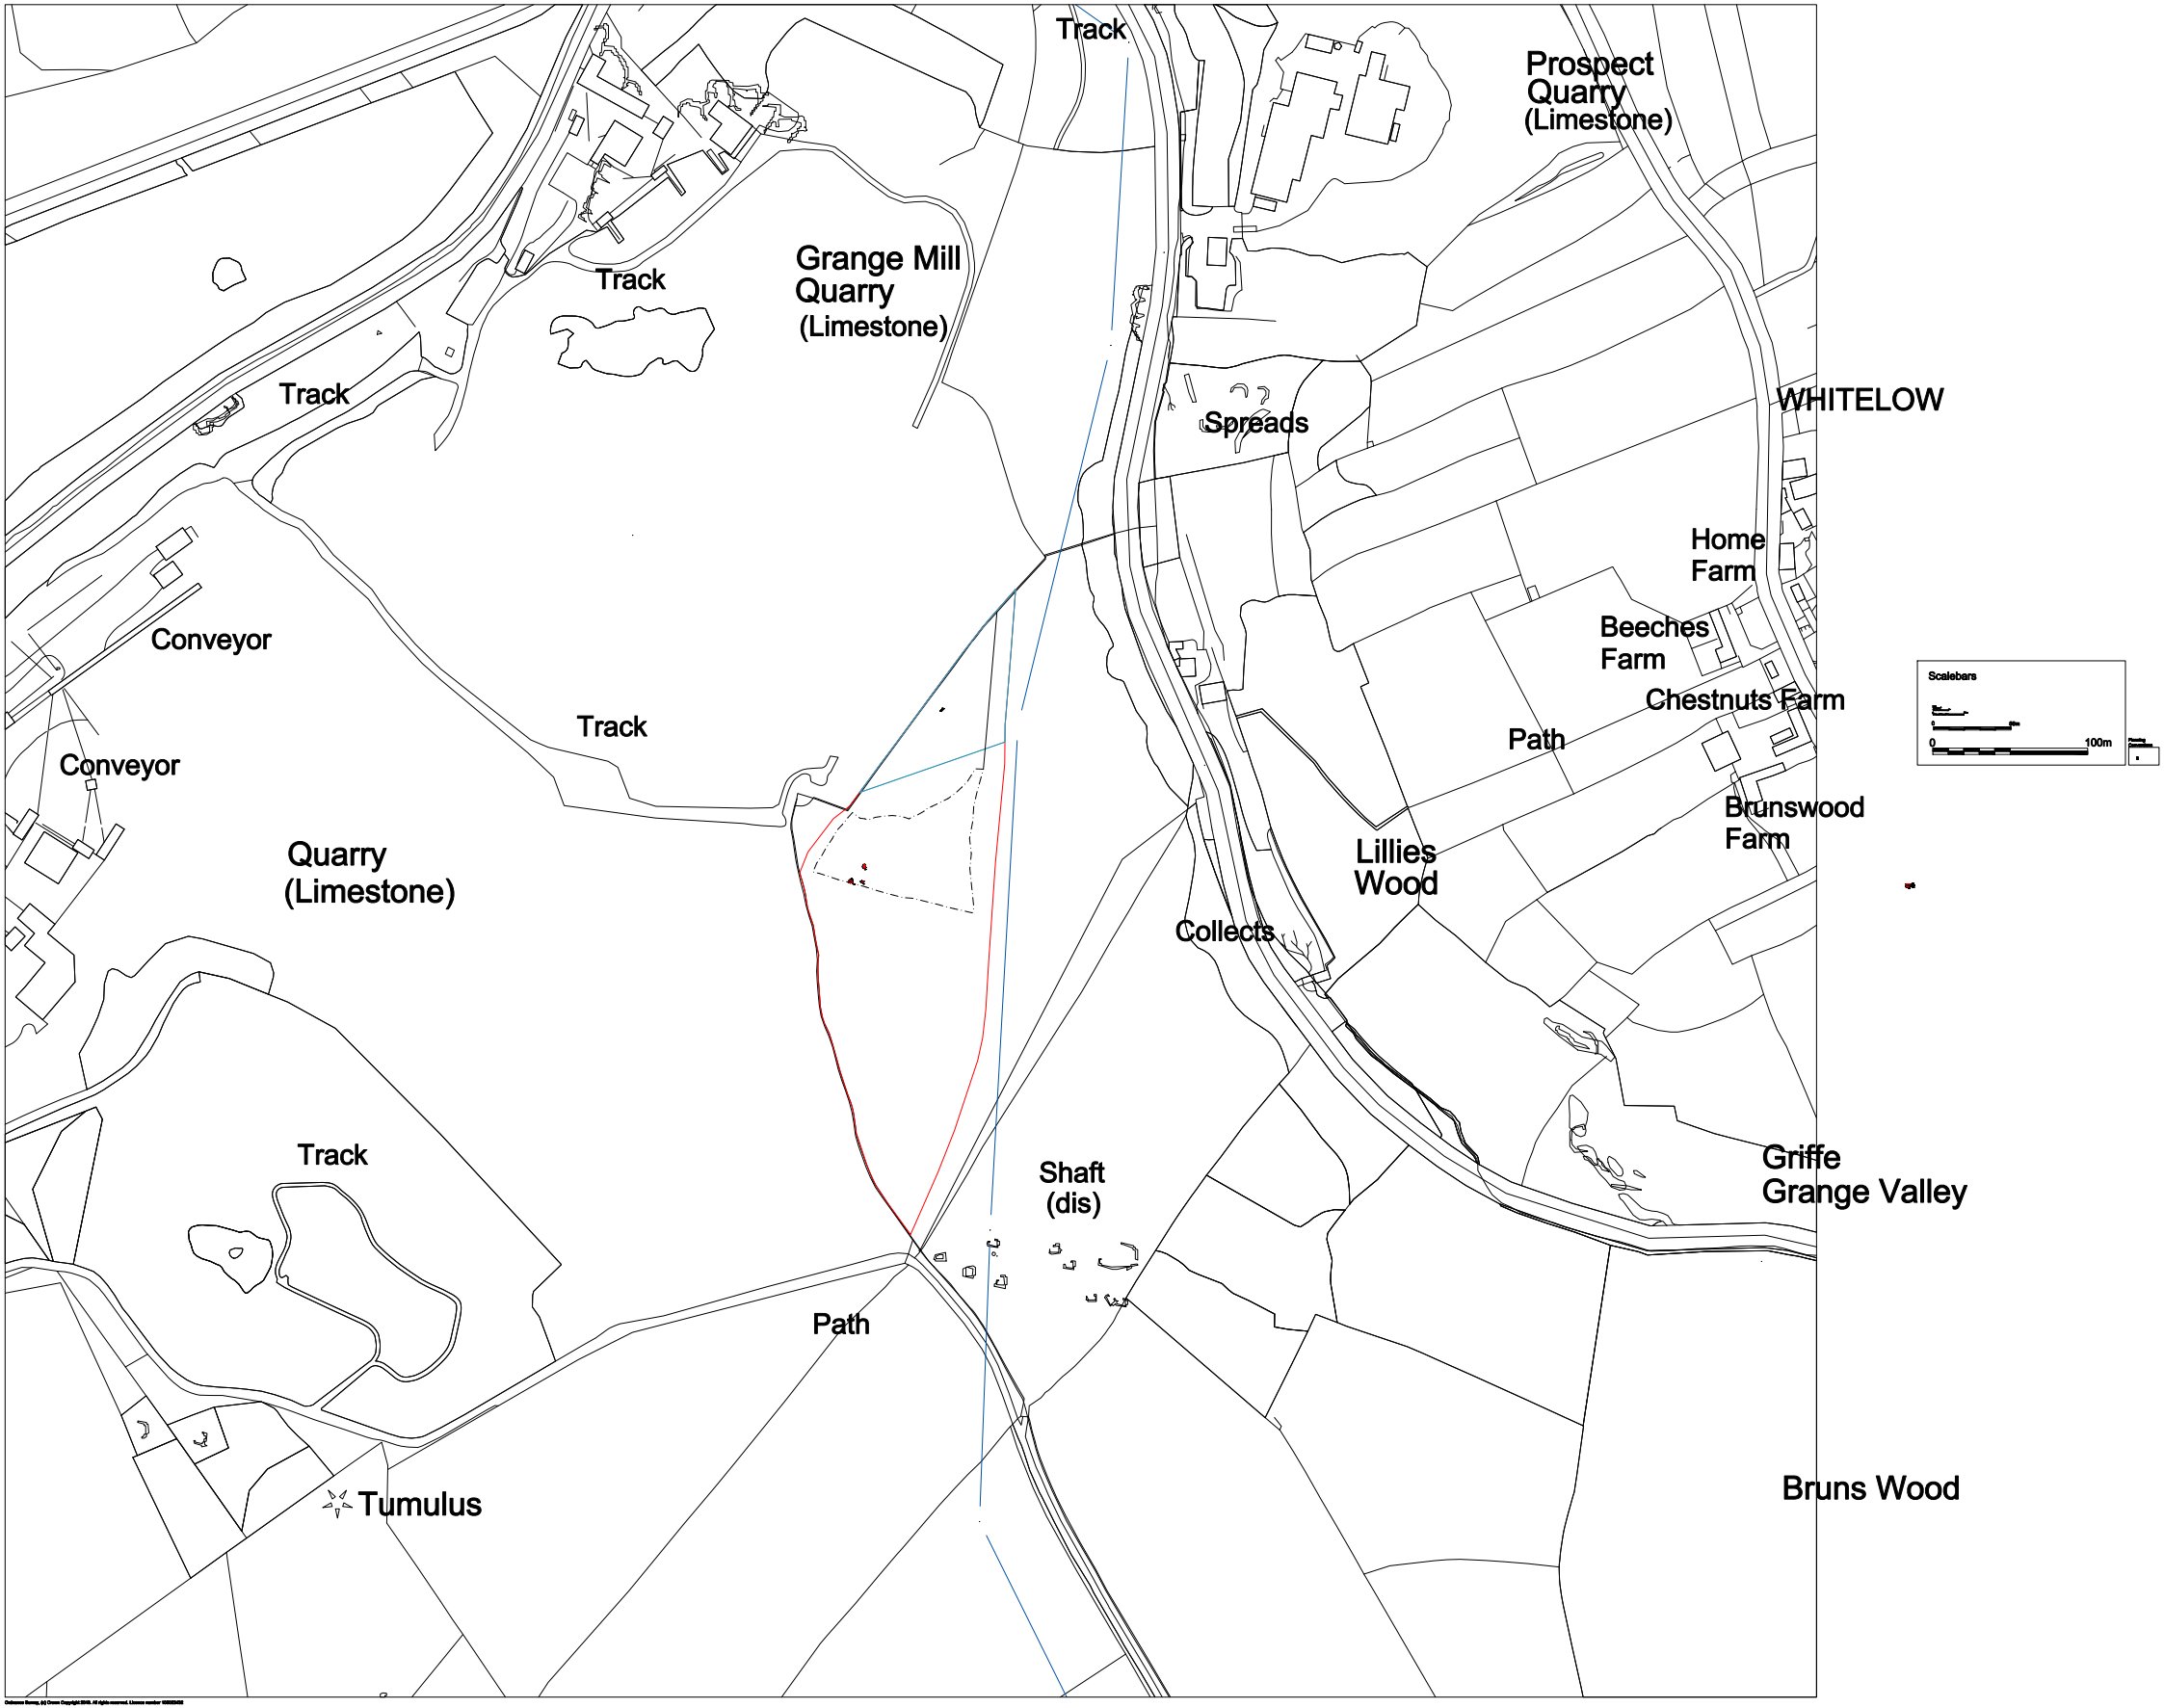 Track
Prospect
Quarry
(Limestone)
Grange Mill
Quarry
(Limestone)
Track
Track
WHITELOW
Spreads
Home
Farm
Beeches
Farm
Conveyor
Scalebars
Chestnuts Farm
Track
Path
0
100m
Conveyor
Brunswood
Farm
Quarry
(Limestone)
Lillies
Wood
Collects
Track
Shaft
(dis)
Griffe
Grange Valley
Path
Tumulus
Bruns Wood